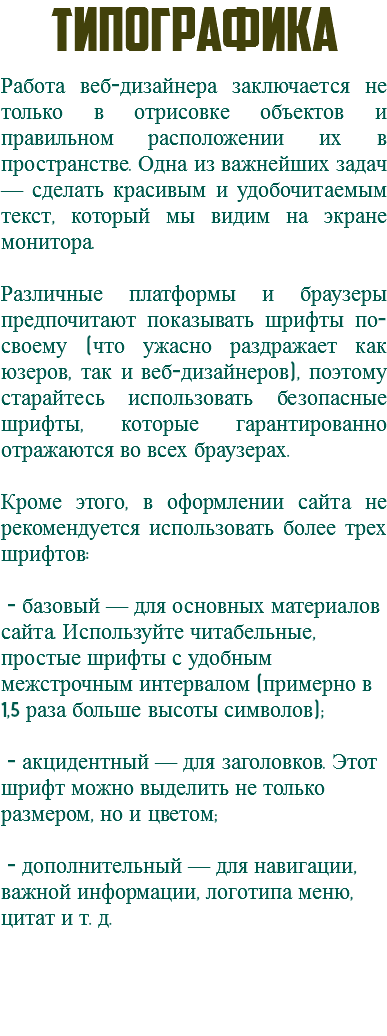 ТИПОГРАФИКА
Работа веб-дизайнера заключается не
только в отрисовке объектов и
правильном расположении их в
пространстве. Одна из важнейших задач
— сделать красивым и удобочитаемым
текст, который мы видим на экране
монитора.
Различные платформы и браузеры
предпочитают показывать шрифты по-
своему (что ужасно раздражает как
юзеров, так и веб-дизайнеров), поэтому
старайтесь использовать безопасные
шрифты, которые гарантированно
отражаются во всех браузерах.
Кроме этого, в оформлении сайта не
рекомендуется использовать более трех
шрифтов:
- базовый — для основных материалов
сайта. Используйте читабельные,
простые шрифты с удобным
межстрочным интервалом (примерно в
1,5 раза больше высоты символов);
- акцидентный — для заголовков. Этот
шрифт можно выделить не только
размером, но и цветом;
- дополнительный — для навигации,
важной информации, логотипа меню,
цитат и т. д.